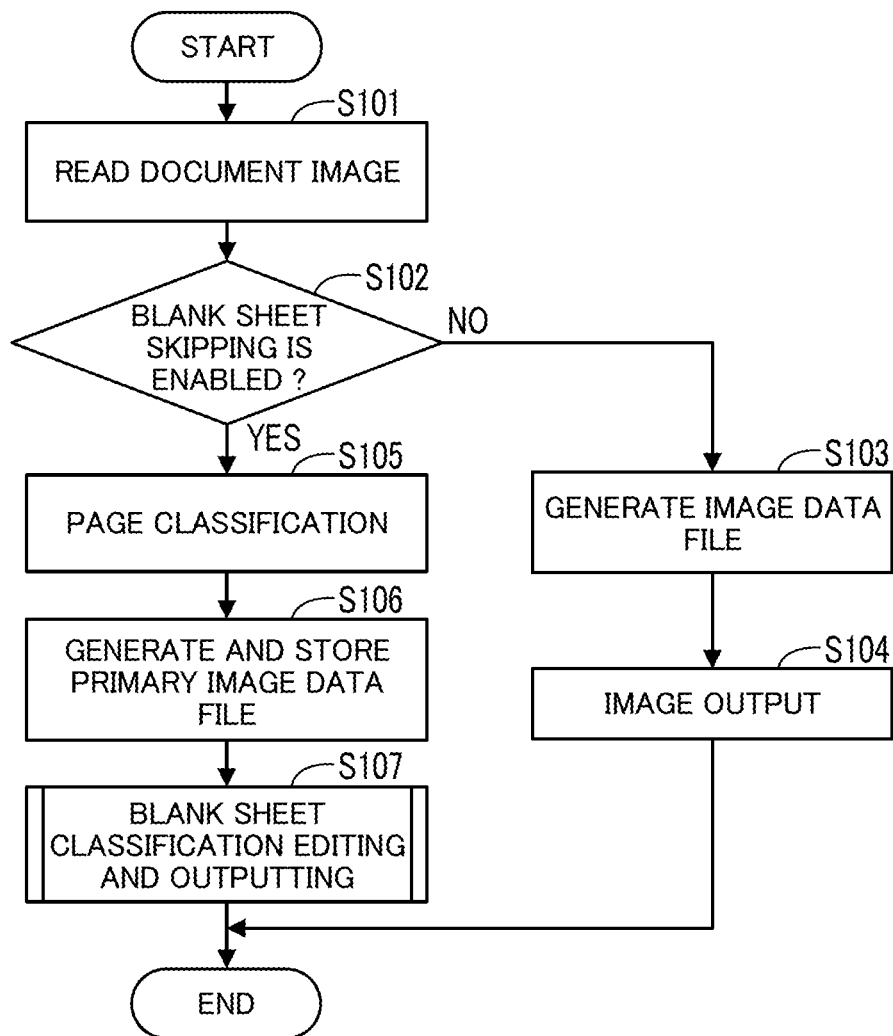 START
S101
READ DOCUMENT IMAGE
S102
BLANK SHEET
SKIPPING IS
ENABLED ?
NO
YES
S105
PAGE CLASSIFICATION
S106
GENERATE AND STORE
PRIMARY IMAGE DATA
FILE
S107
BLANK SHEET
CLASSIFICATION EDITING
AND OUTPUTTING
S103
GENERATE IMAGE DATA
FILE
S104
IMAGE OUTPUT
END